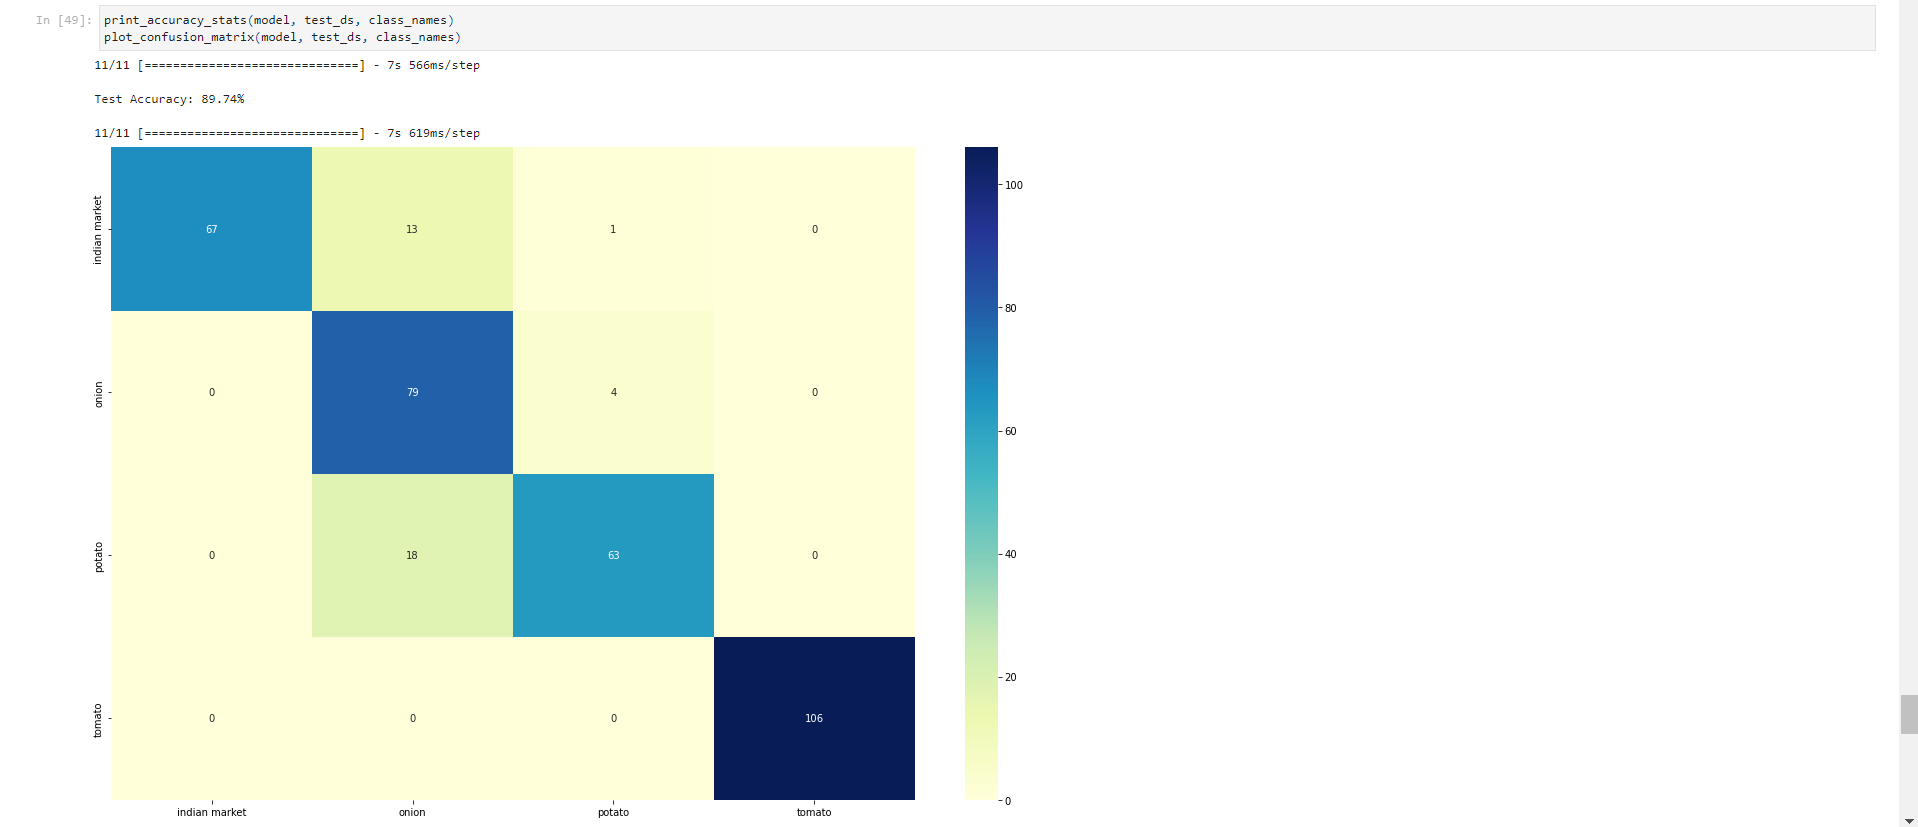 In [49]: print_accuracy_stats(model, test_ds, class_names)
plot_confusion_matrix(model, test_ds, class_names)
11/11 [==============================] - 7s 566ms/step
Test Accuracy: 89.74%
11/11 [==============================] - 7s 619ms/step
indian market
67 13 1 0
onion
0 79 4 0
potato
0 18 63 0
tomato
0 0 0 106
indian market onion potato tomato
100
80
60
40
20
0